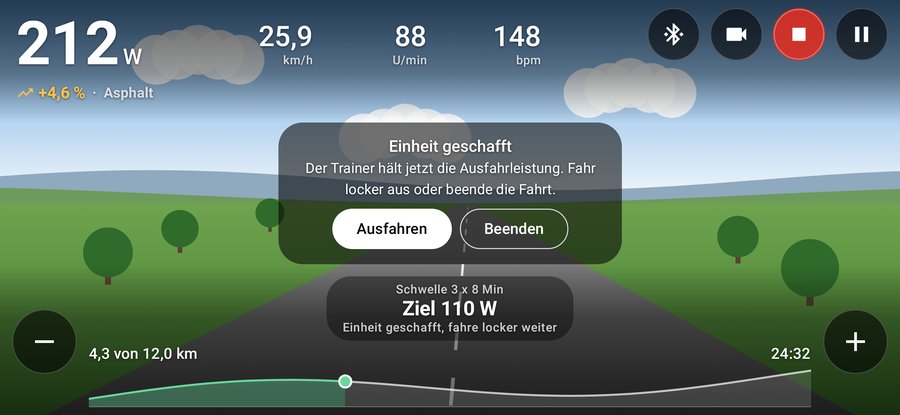 212 W
25,9
km/h
88
U/min
148
bpm
+4,6 % · Asphalt
Einheit geschafft
Der Trainer hält jetzt die Ausfahrleistung. Fahr
locker aus oder beende die Fahrt.
Ausfahren
Beenden
Schwelle 3 x 8 Min
Ziel 110 W
Einheit geschafft, fahre locker weiter
4,3 von 12,0 km
24:32